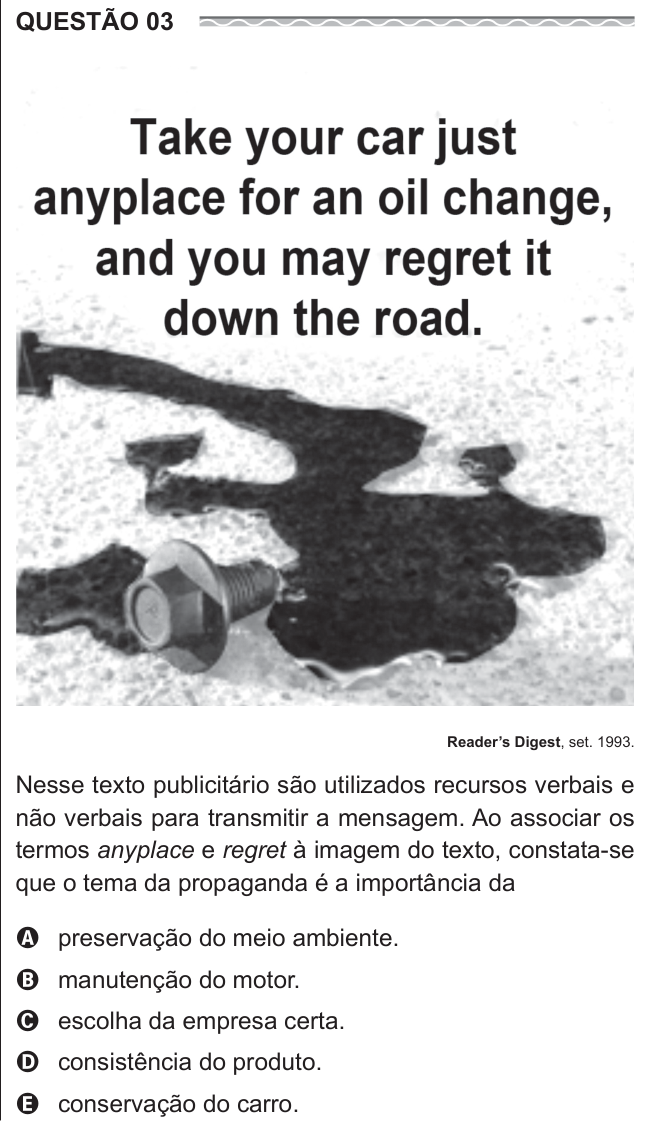 QUESTÃO 03
Take your car just
anyplace for an oil change,
and you may regret it
down the road.
Reader's Digest, set. 1993.
Nesse texto publicitário são utilizados recursos verbais e
não verbais para transmitir a mensagem. Ao associar os
termos anyplace e regret à imagem do texto, constata-se
que o tema da propaganda é a importância da
A preservação do meio ambiente.
B manutenção do motor.
C escolha da empresa certa.
D consistência do produto.
E conservação do carro.